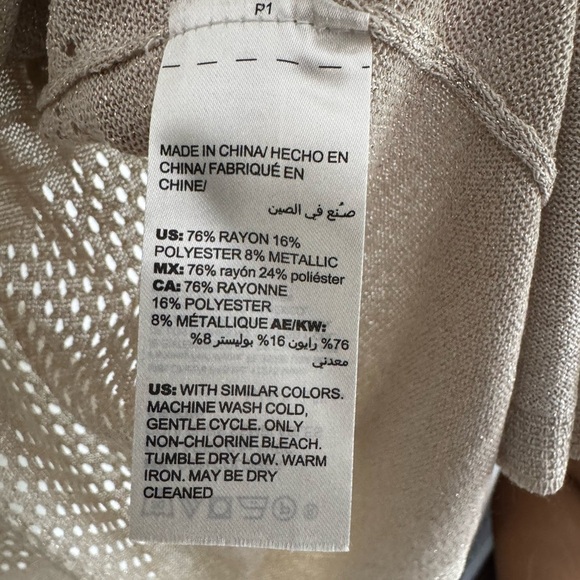 P1
MADE IN CHINA/ HECHO EN
CHINA/ FABRIQUÉ EN
CHINE/
صُنع في الصين
US: 76% RAYON 16%
POLYESTER 8% METALLIC
MX: 76% rayón 24% poliéster
CA: 76% RAYONNE
16% POLYESTER
8% MÉTALLIQUE AE/KW:
76% رايون 16% بوليستر 8%
معدني
US: WITH SIMILAR COLORS.
MACHINE WASH COLD,
GENTLE CYCLE. ONLY
NON-CHLORINE BLEACH.
TUMBLE DRY LOW. WARM
IRON. MAY BE DRY
CLEANED